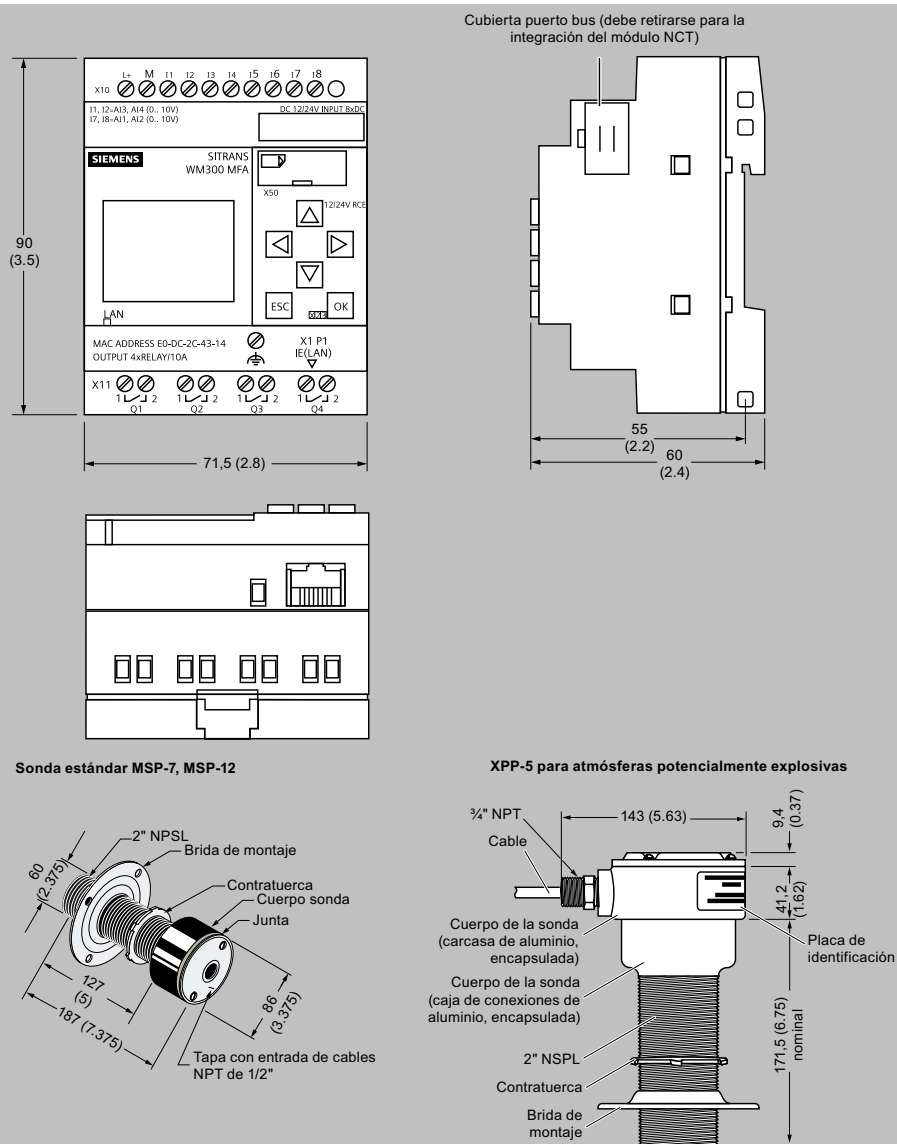 Cubierta puerto bus (debe retirarse para la
integración del módulo NCT)
X10 L+ M I1 I2 I3 I4 I5 I6 I7 I8
I1, I2=AI3, AI4 (0.. 10V)
I7, I8=AI1, AI2 (0.. 10V)
DC 12/24V INPUT 8xDC
SIEMENS
SITRANS
WM300 MFA
X50
12/24V RCE
ESC
OK
LAN
MAC ADDRESS E0-DC-2C-43-14
OUTPUT 4xRELAY/10A
X1 P1
IE(LAN)
X11
1 2 1 2 1 2 1 2
Q1 Q2 Q3 Q4
90
(3.5)
71,5 (2.8)
55
(2.2)
60
(2.4)
Sonda estándar MSP-7, MSP-12
2" NPSL
Brida de montaje
Contratuerca
Cuerpo sonda
Junta
60
(2.375)
127
(5)
187 (7.375)
86
(3.375)
Tapa con entrada de cables
NPT de 1/2"
XPP-5 para atmósferas potencialmente explosivas
¾" NPT
143 (5.63)
9,4
(0.37)
Cable
41,2
(1.62)
Cuerpo de la sonda
(carcasa de aluminio,
encapsulada)
Placa de
identificación
Cuerpo de la sonda
(caja de conexiones de
aluminio, encapsulada)
171,5 (6.75)
nominal
2" NSPL
Contratuerca
Brida de
montaje